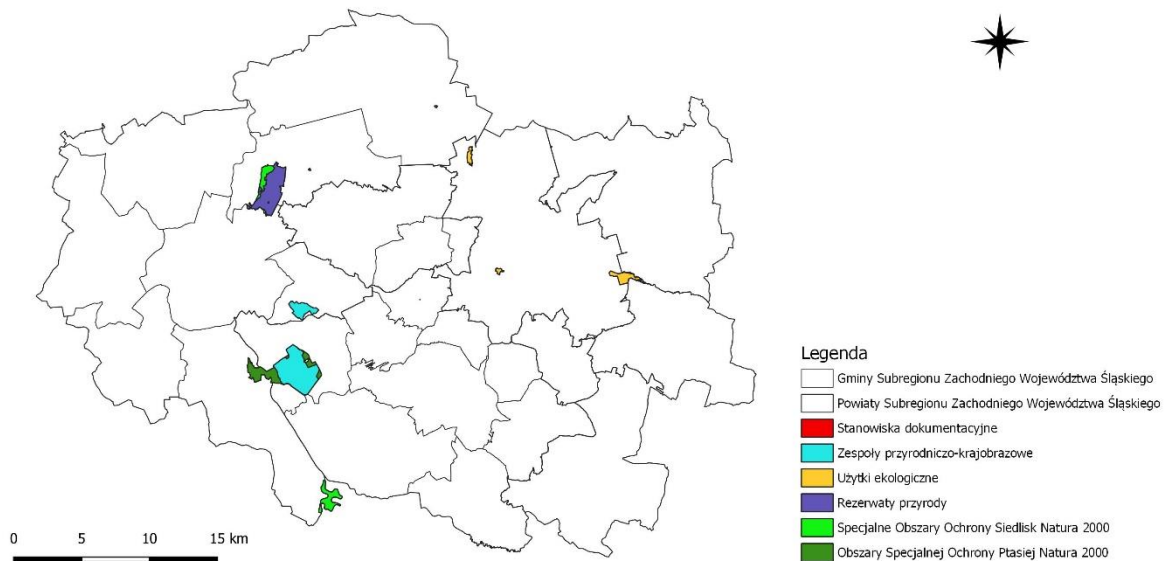 Legenda
Gminy Subregionu Zachodniego Województwa Śląskiego
Powiaty Subregionu Zachodniego Województwa Śląskiego
Stanowiska dokumentacyjne
Zespoły przyrodniczo-krajobrazowe
Użytki ekologiczne
Rezerwaty przyrody
Specjalne Obszary Ochrony Siedlisk Natura 2000
Obszary Specjalnej Ochrony Ptasiej Natura 2000
0 5 10 15 km